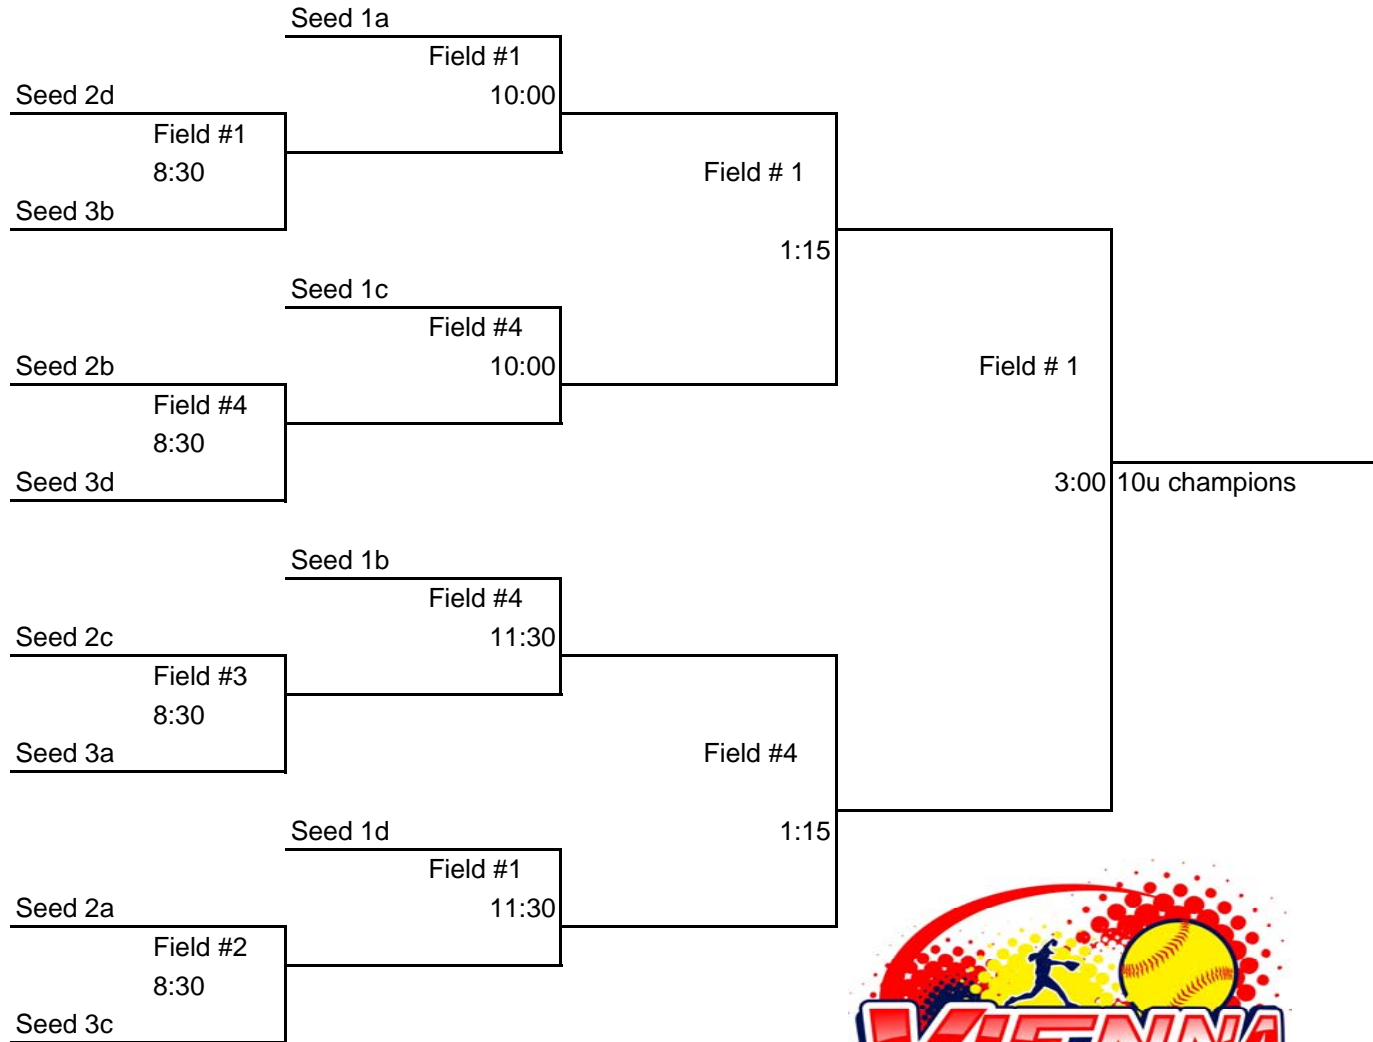 Seed 1a
Field #1
Seed 2d
10:00
Field #1
8:30
Field # 1
Seed 3b
1:15
Seed 1c
Field #4
Seed 2b
10:00
Field # 1
Field #4
8:30
Seed 3d
3:00
10u champions
Seed 1b
Field #4
Seed 2c
11:30
Field #3
8:30
Seed 3a
Field #4
Seed 1d
1:15
Field #1
Seed 2a
11:30
Field #2
8:30
Seed 3c
VIENNA